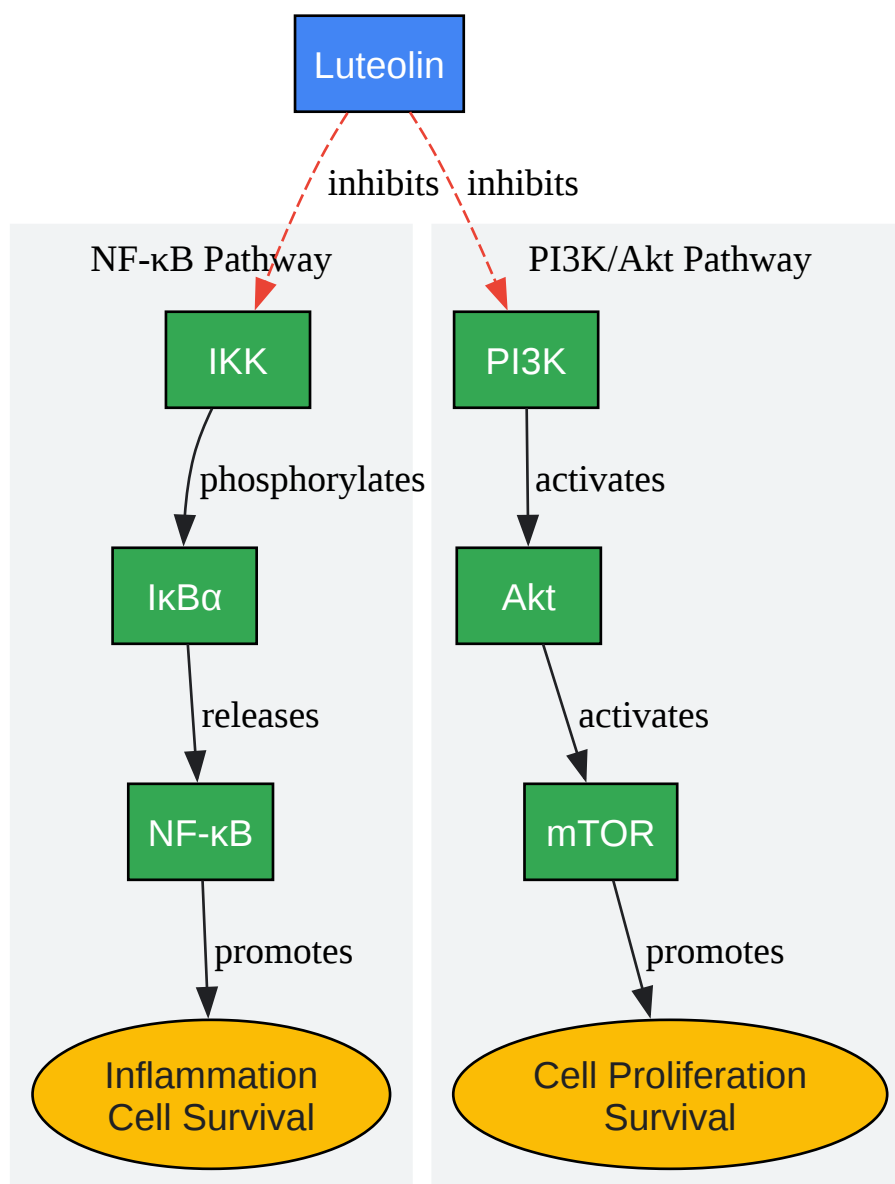 Luteolin
inhibits
inhibits
NF-κB Pathway
PI3K/Akt Pathway
IKK
PI3K
phosphorylates
activates
IκBα
Akt
releases
activates
NF-κB
mTOR
promotes
promotes
Inflammation
Cell Survival
Cell Proliferation
Survival